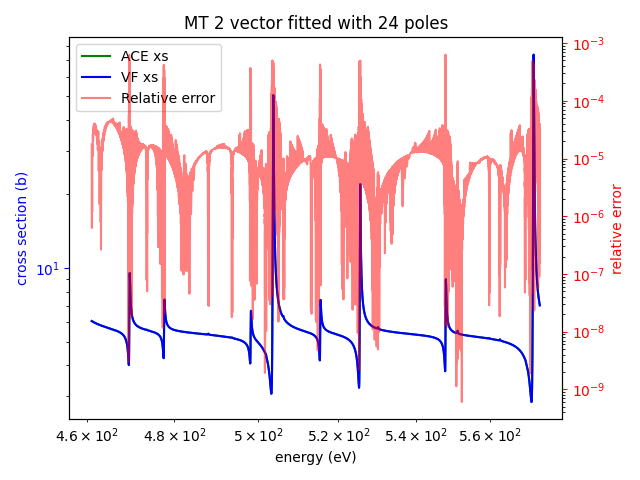 MT 2 vector fitted with 24 poles
ACE xs
VF xs
Relative error
cross section (b)
10¹
10⁻³
10⁻⁴
10⁻⁵
10⁻⁶
10⁻⁷
10⁻⁸
10⁻⁹
relative error
4.6 × 10² 4.8 × 10² 5 × 10² 5.2 × 10² 5.4 × 10² 5.6 × 10²
energy (eV)